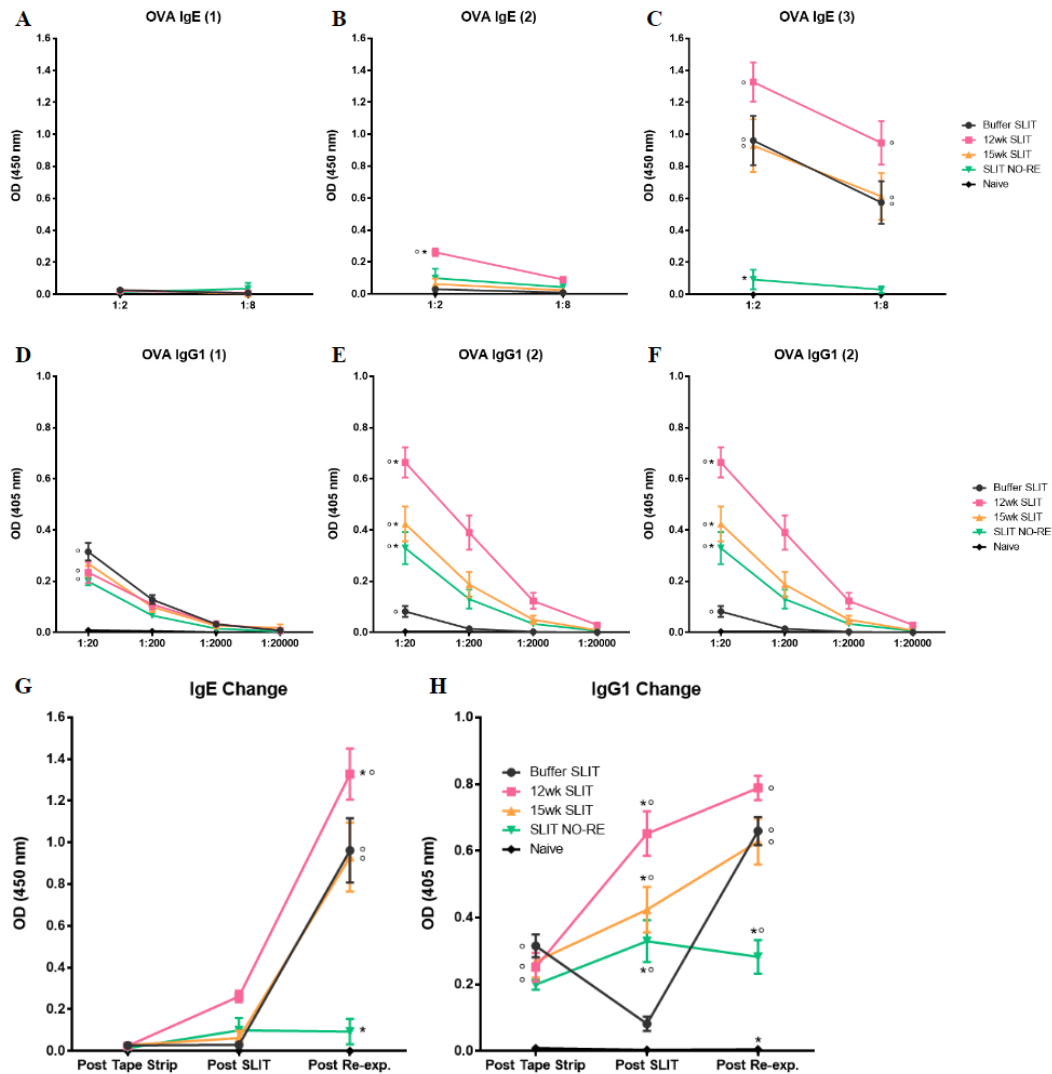 A
OVA IgE (1)
OD (450 nm)
1.6
1.4
1.2
1.0
0.8
0.6
0.4
0.2
0.0
1:2
1:8
B
OVA IgE (2)
OD (450 nm)
1.6
1.4
1.2
1.0
0.8
0.6
0.4
0.2
0.0
1:2
1:8
C
OVA IgE (3)
OD (450 nm)
1.6
1.4
1.2
1.0
0.8
0.6
0.4
0.2
0.0
1:2
1:8
Buffer SLIT
12wk SLIT
15wk SLIT
SLIT NO-RE
Naive
D
OVA IgG1 (1)
OD (405 nm)
1.0
0.8
0.6
0.4
0.2
0.0
1:20
1:200
1:2000
1:20000
E
OVA IgG1 (2)
OD (405 nm)
1.0
0.8
0.6
0.4
0.2
0.0
1:20
1:200
1:2000
1:20000
F
OVA IgG1 (2)
OD (405 nm)
1.0
0.8
0.6
0.4
0.2
0.0
1:20
1:200
1:2000
1:20000
Buffer SLIT
12wk SLIT
15wk SLIT
SLIT NO-RE
Naive
G
IgE Change
OD (450 nm)
1.6
1.4
1.2
1.0
0.8
0.6
0.4
0.2
0.0
Post Tape Strip
Post SLIT
Post Re-exp.
H
IgG1 Change
OD (405 nm)
1.0
0.8
0.6
0.4
0.2
0.0
Buffer SLIT
12wk SLIT
15wk SLIT
SLIT NO-RE
Naive
Post Tape Strip
Post SLIT
Post Re-exp.